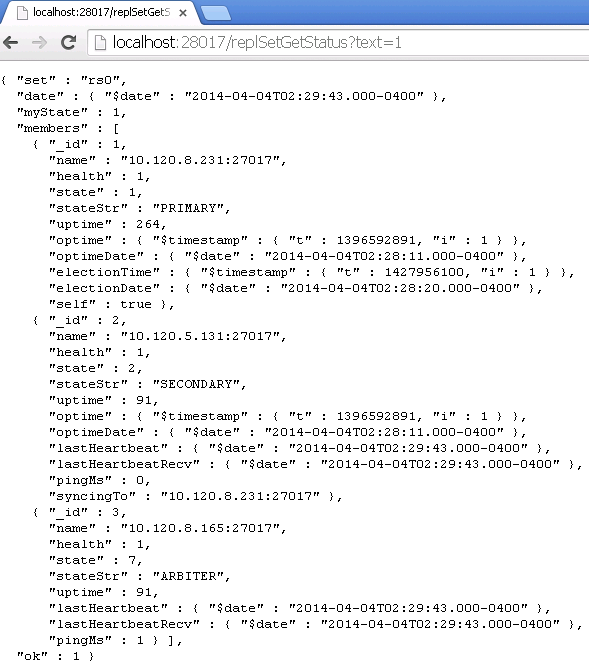 localhost:28017/replSetGetS
localhost:28017/replSetGetStatus?text=1
{ "set" : "rs0",
"date" : { "$date" : "2014-04-04T02:29:43.000-0400" },
"myState" : 1,
"members" : [
{ "_id" : 1,
"name" : "10.120.8.231:27017",
"health" : 1,
"state" : 1,
"stateStr" : "PRIMARY",
"uptime" : 264,
"optime" : { "$timestamp" : { "t" : 1396592891, "i" : 1 } },
"optimeDate" : { "$date" : "2014-04-04T02:28:11.000-0400" },
"electionTime" : { "$timestamp" : { "t" : 1427956100, "i" : 1 } },
"electionDate" : { "$date" : "2014-04-04T02:28:20.000-0400" },
"self" : true },
{ "_id" : 2,
"name" : "10.120.5.131:27017",
"health" : 1,
"state" : 2,
"stateStr" : "SECONDARY",
"uptime" : 91,
"optime" : { "$timestamp" : { "t" : 1396592891, "i" : 1 } },
"optimeDate" : { "$date" : "2014-04-04T02:28:11.000-0400" },
"lastHeartbeat" : { "$date" : "2014-04-04T02:29:43.000-0400" },
"lastHeartbeatRecv" : { "$date" : "2014-04-04T02:29:43.000-0400" },
"pingMs" : 0,
"syncingTo" : "10.120.8.231:27017" },
{ "_id" : 3,
"name" : "10.120.8.165:27017",
"health" : 1,
"state" : 7,
"stateStr" : "ARBITER",
"uptime" : 91,
"lastHeartbeat" : { "$date" : "2014-04-04T02:29:43.000-0400" },
"lastHeartbeatRecv" : { "$date" : "2014-04-04T02:29:43.000-0400" },
"pingMs" : 1 } ],
"ok" : 1 }